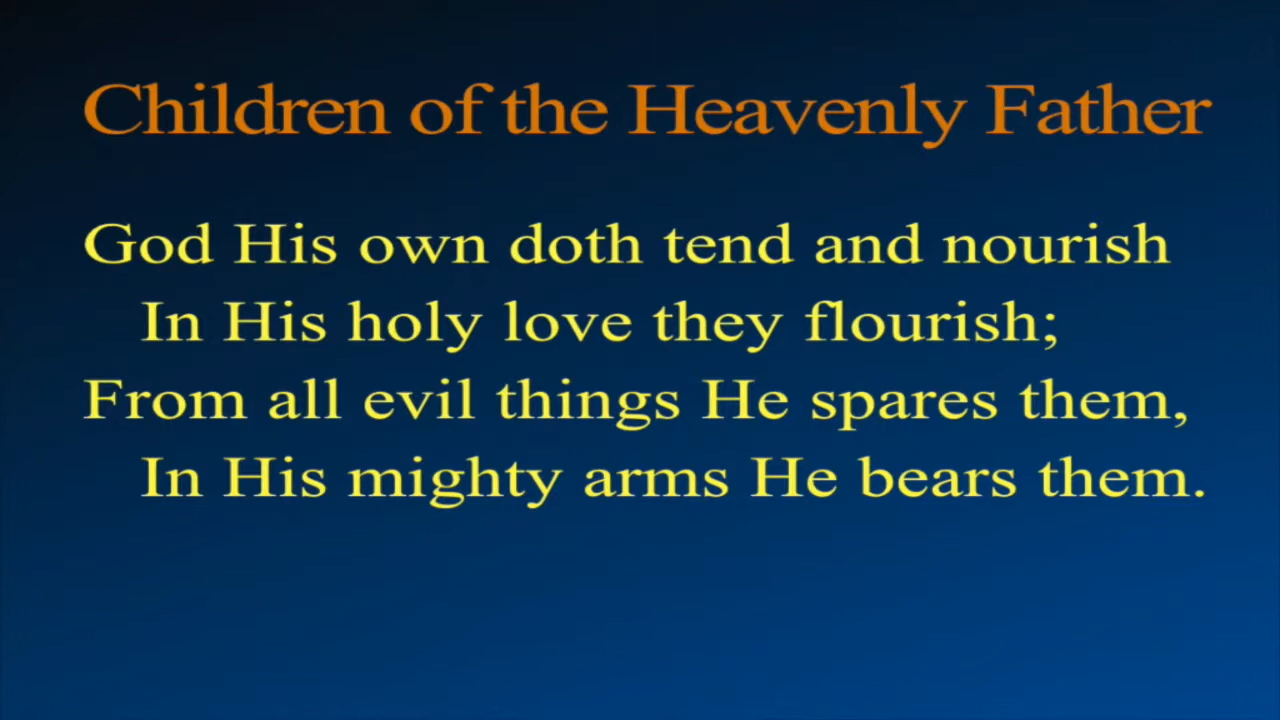 Children of the Heavenly Father
God His own doth tend and nourish
In His holy love they flourish;
From all evil things He spares them,
In His mighty arms He bears them.